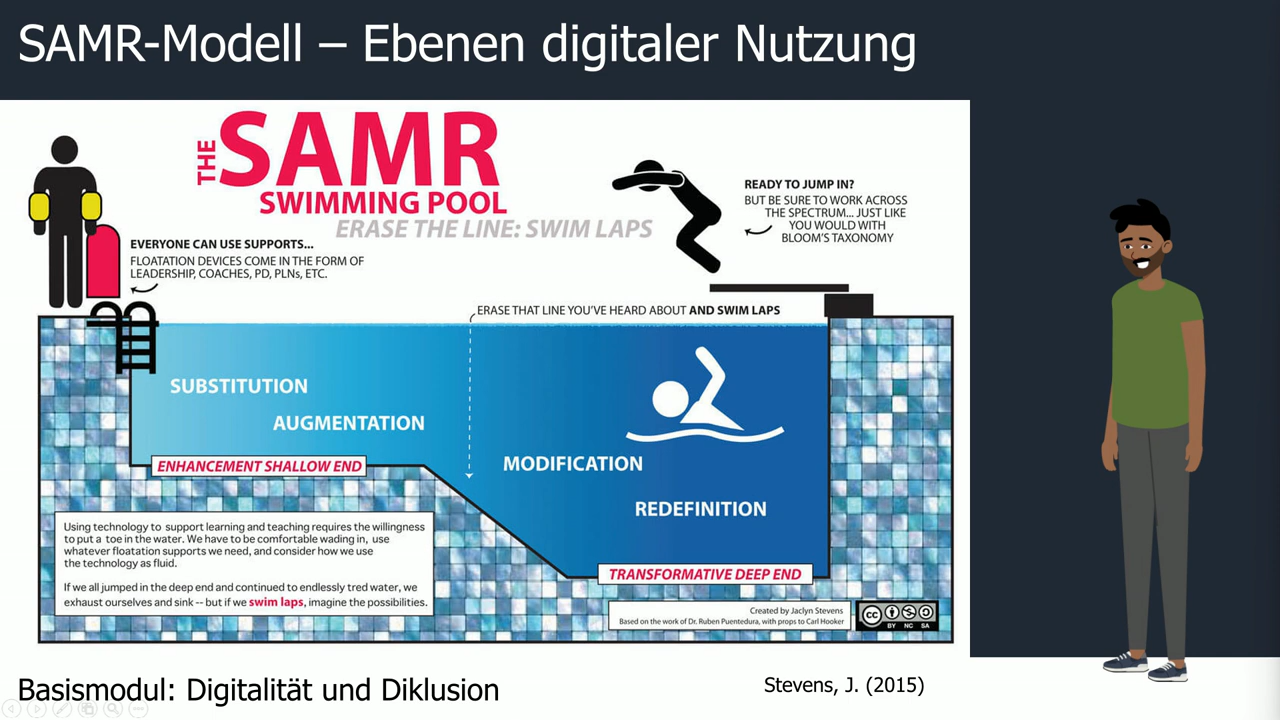 SAMR-Modell – Ebenen digitaler Nutzung
THE
SAMR
SWIMMING POOL
ERASE THE LINE: SWIM LAPS
EVERYONE CAN USE SUPPORTS...
FLOATATION DEVICES COME IN THE FORM OF
LEADERSHIP, COACHES, PD, PLNs, ETC.
READY TO JUMP IN?
BUT BE SURE TO WORK ACROSS
THE SPECTRUM... JUST LIKE
YOU WOULD WITH
BLOOM'S TAXONOMY
ERASE THAT LINE YOU'VE HEARD ABOUT AND SWIM LAPS
SUBSTITUTION
AUGMENTATION
ENHANCEMENT SHALLOW END
MODIFICATION
REDEFINITION
TRANSFORMATIVE DEEP END
Using technology to support learning and teaching requires the willingness
to put a toe in the water. We have to be comfortable wading in, use
whatever floatation supports we need, and consider how we use
the technology as fluid.
If we all jumped in the deep end and continued to endlessly tred water, we
exhaust ourselves and sink -- but if we swim laps, imagine the possibilities.
Created by Jaclyn Stevens
Based on the work of Dr. Ruben Puentedura, with props to Carl Hooker
cc
BY NC SA
Basismodul: Digitalität und Diklusion
Stevens, J. (2015)